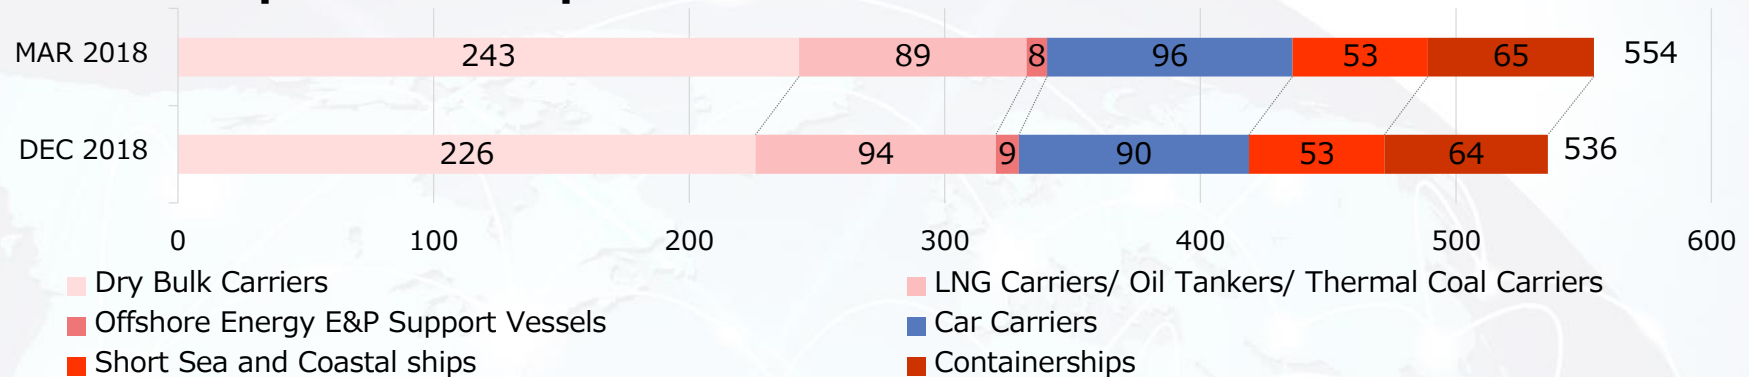 MAR 2018 243 89 8 96 53 65 554
DEC 2018 226 94 9 90 53 64 536
0 100 200 300 400 500 600
Dry Bulk Carriers LNG Carriers/ Oil Tankers/ Thermal Coal Carriers
Offshore Energy E&P Support Vessels Car Carriers
Short Sea and Coastal ships Containerships